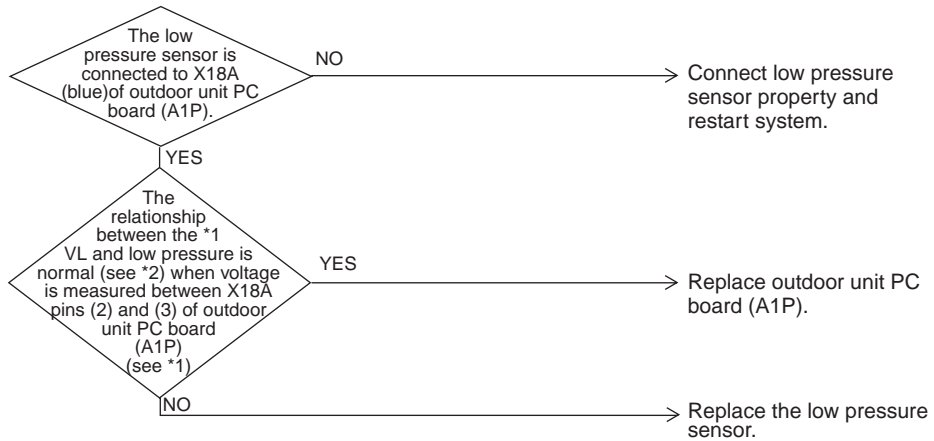 The low
pressure sensor is
connected to X18A
(blue)of outdoor unit PC
board (A1P).
NO
Connect low pressure
sensor property and
restart system.
YES
The
relationship
between the *1
VL and low pressure is
normal (see *2) when voltage
is measured between X18A
pins (2) and (3) of outdoor
unit PC board
(A1P)
(see *1)
YES
Replace outdoor unit PC
board (A1P).
NO
Replace the low pressure
sensor.